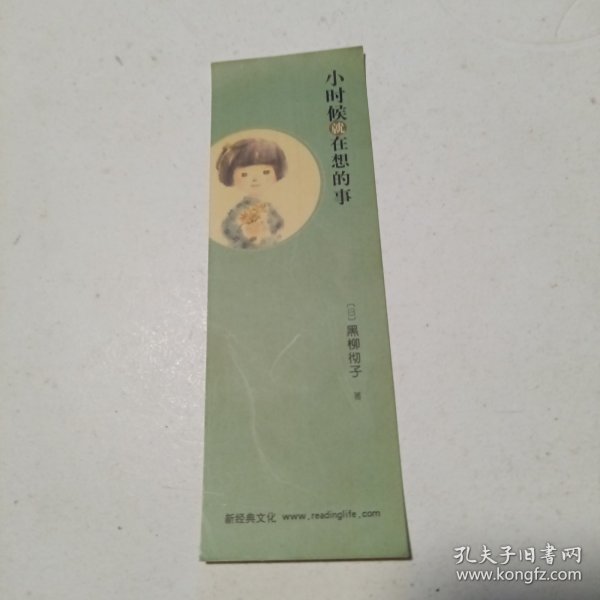 小时候就在想的事
〔日〕黑柳彻子 著
新经典文化 www.readinglife.com
孔夫子旧书网
www.kongfz.com